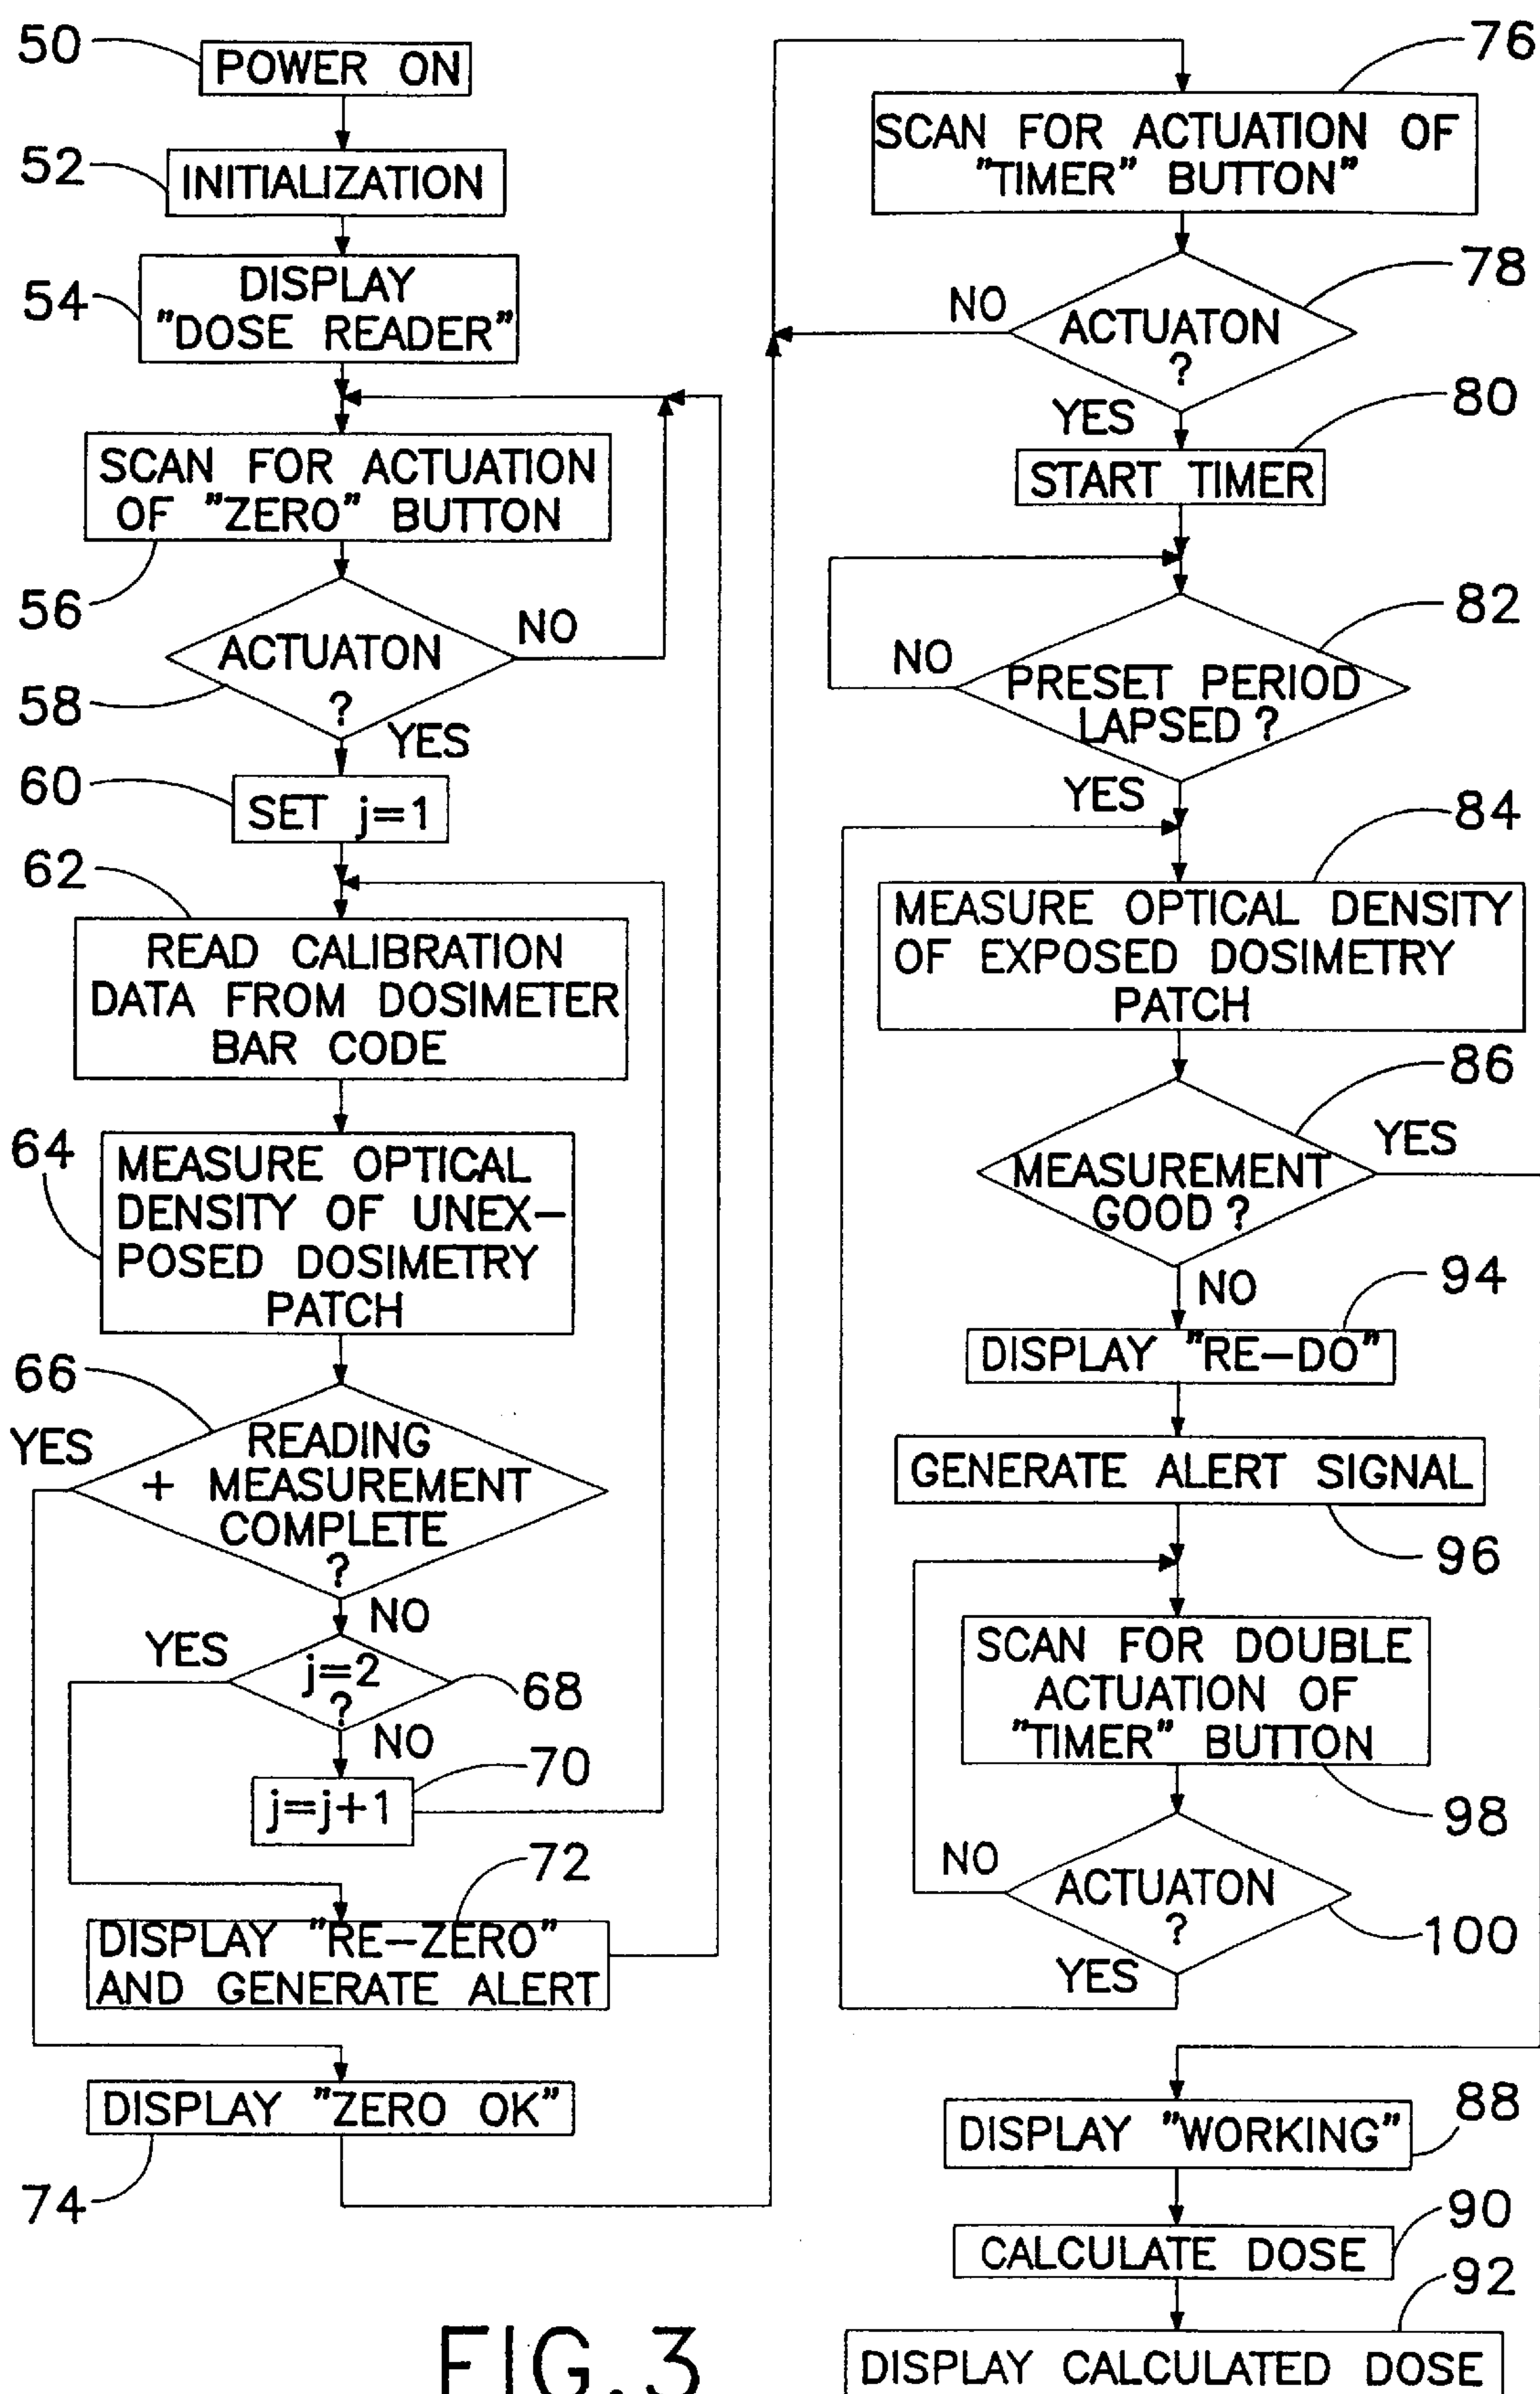 50
POWER ON
52
INITIALIZATION
54
DISPLAY
"DOSE READER"
SCAN FOR ACTUATION
OF "ZERO" BUTTON
56
ACTUATON
?
NO
58
YES
60
SET j=1
62
READ CALIBRATION
DATA FROM DOSIMETER
BAR CODE
64
MEASURE OPTICAL
DENSITY OF UNEX-
POSED DOSIMETRY
PATCH
66
YES
READING
+ MEASUREMENT
COMPLETE
?
NO
YES
j=2
?
68
NO
70
j=j+1
72
DISPLAY "RE-ZERO"
AND GENERATE ALERT
DISPLAY "ZERO OK"
74
76
SCAN FOR ACTUATION OF
"TIMER" BUTTON"
78
NO
ACTUATON
?
YES
80
START TIMER
82
NO
PRESET PERIOD
LAPSED ?
YES
84
MEASURE OPTICAL DENSITY
OF EXPOSED DOSIMETRY
PATCH
86
YES
MEASUREMENT
GOOD ?
NO
94
DISPLAY "RE-DO"
GENERATE ALERT SIGNAL
96
SCAN FOR DOUBLE
ACTUATION OF
"TIMER" BUTTON
98
NO
ACTUATON
?
100
YES
88
DISPLAY "WORKING"
90
CALCULATE DOSE
92
DISPLAY CALCULATED DOSE
FIG.3